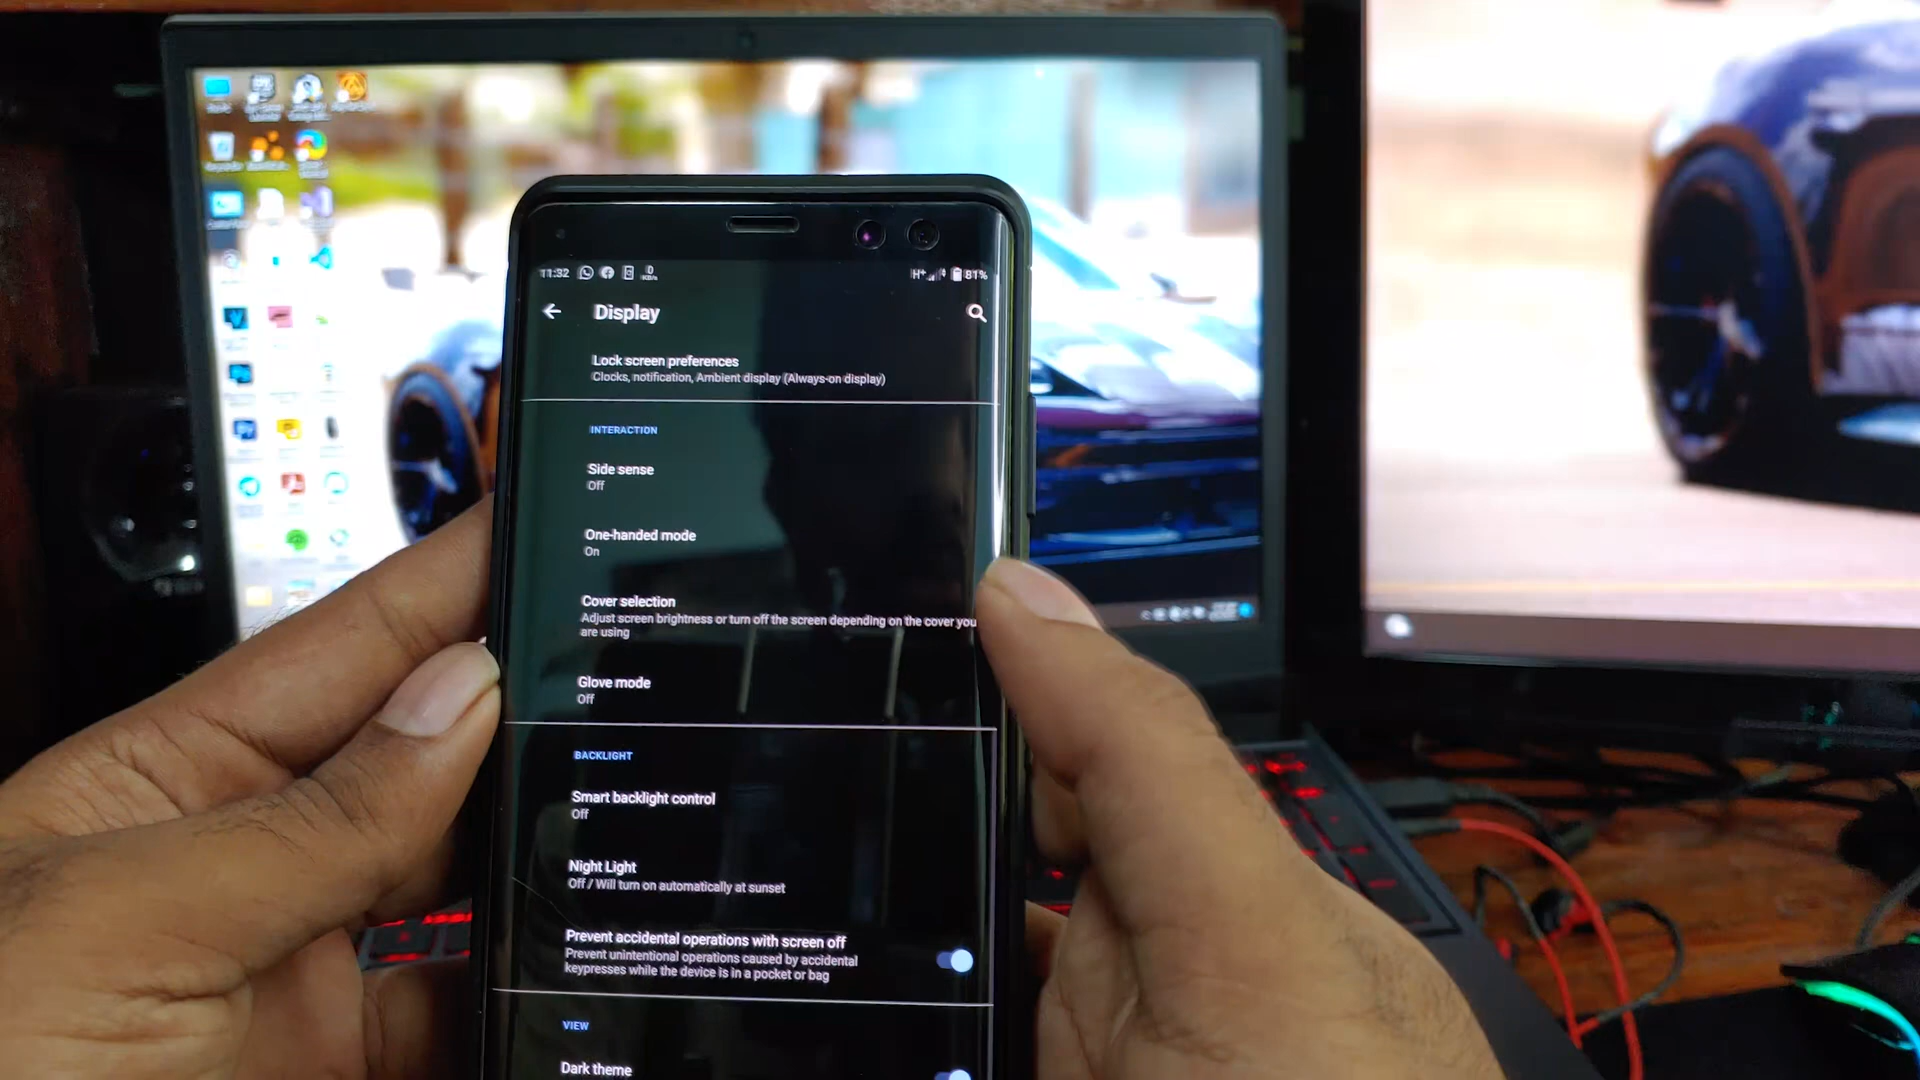 11:32
0
KB/s
H+
81%
Display
Lock screen preferences
Clocks, notification, Ambient display (Always-on display)
INTERACTION
Side sense
Off
One-handed mode
On
Cover selection
Adjust screen brightness or turn off the screen depending on the cover you
are using
Glove mode
Off
BACKLIGHT
Smart backlight control
Off
Night Light
Off / Will turn on automatically at sunset
Prevent accidental operations with screen off
Prevent unintentional operations caused by accidental
keypresses while the device is in a pocket or bag
VIEW
Dark theme